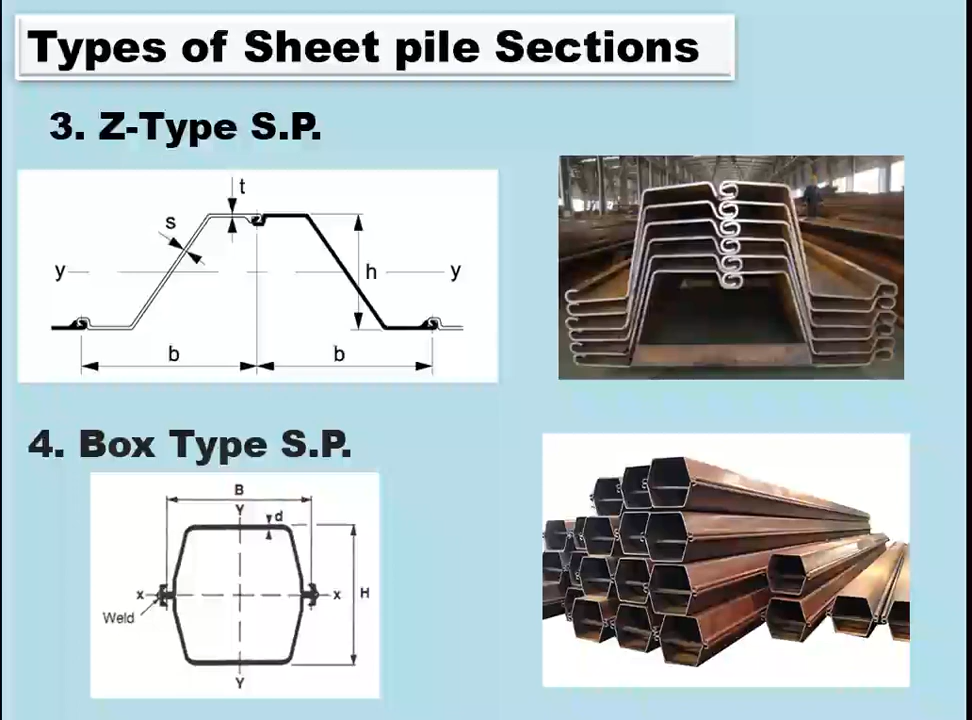 Types of Sheet pile Sections
3. Z-Type S.P.
t
s
y
h
y
b
b
4. Box Type S.P.
B
Y
d
x
x
H
Weld
Y